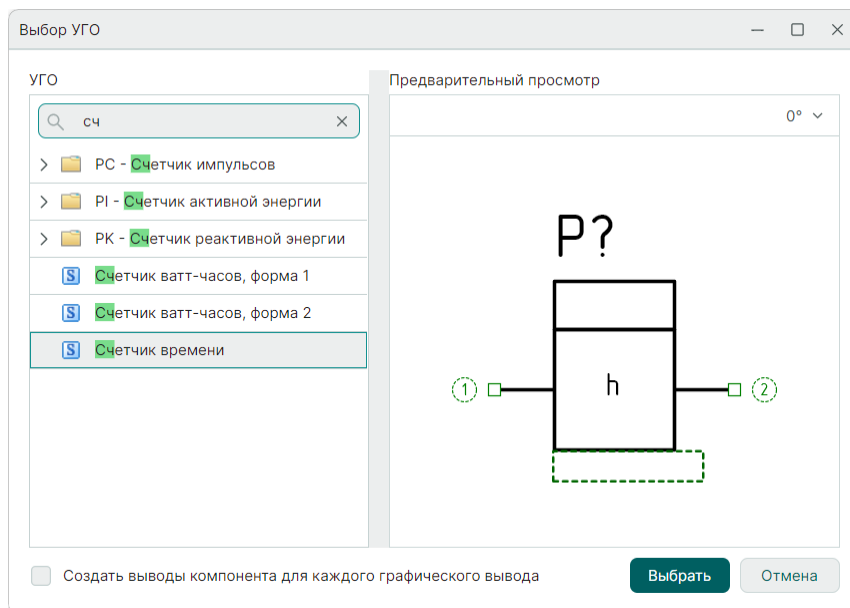 Выбор УГО
УГО
сч
PC - Счетчик импульсов
PI - Счетчик активной энергии
PK - Счетчик реактивной энергии
S Счетчик ватт-часов, форма 1
S Счетчик ватт-часов, форма 2
S Счетчик времени
Предварительный просмотр
0°
P?
h
1
2
Создать выводы компонента для каждого графического вывода
Выбрать
Отмена